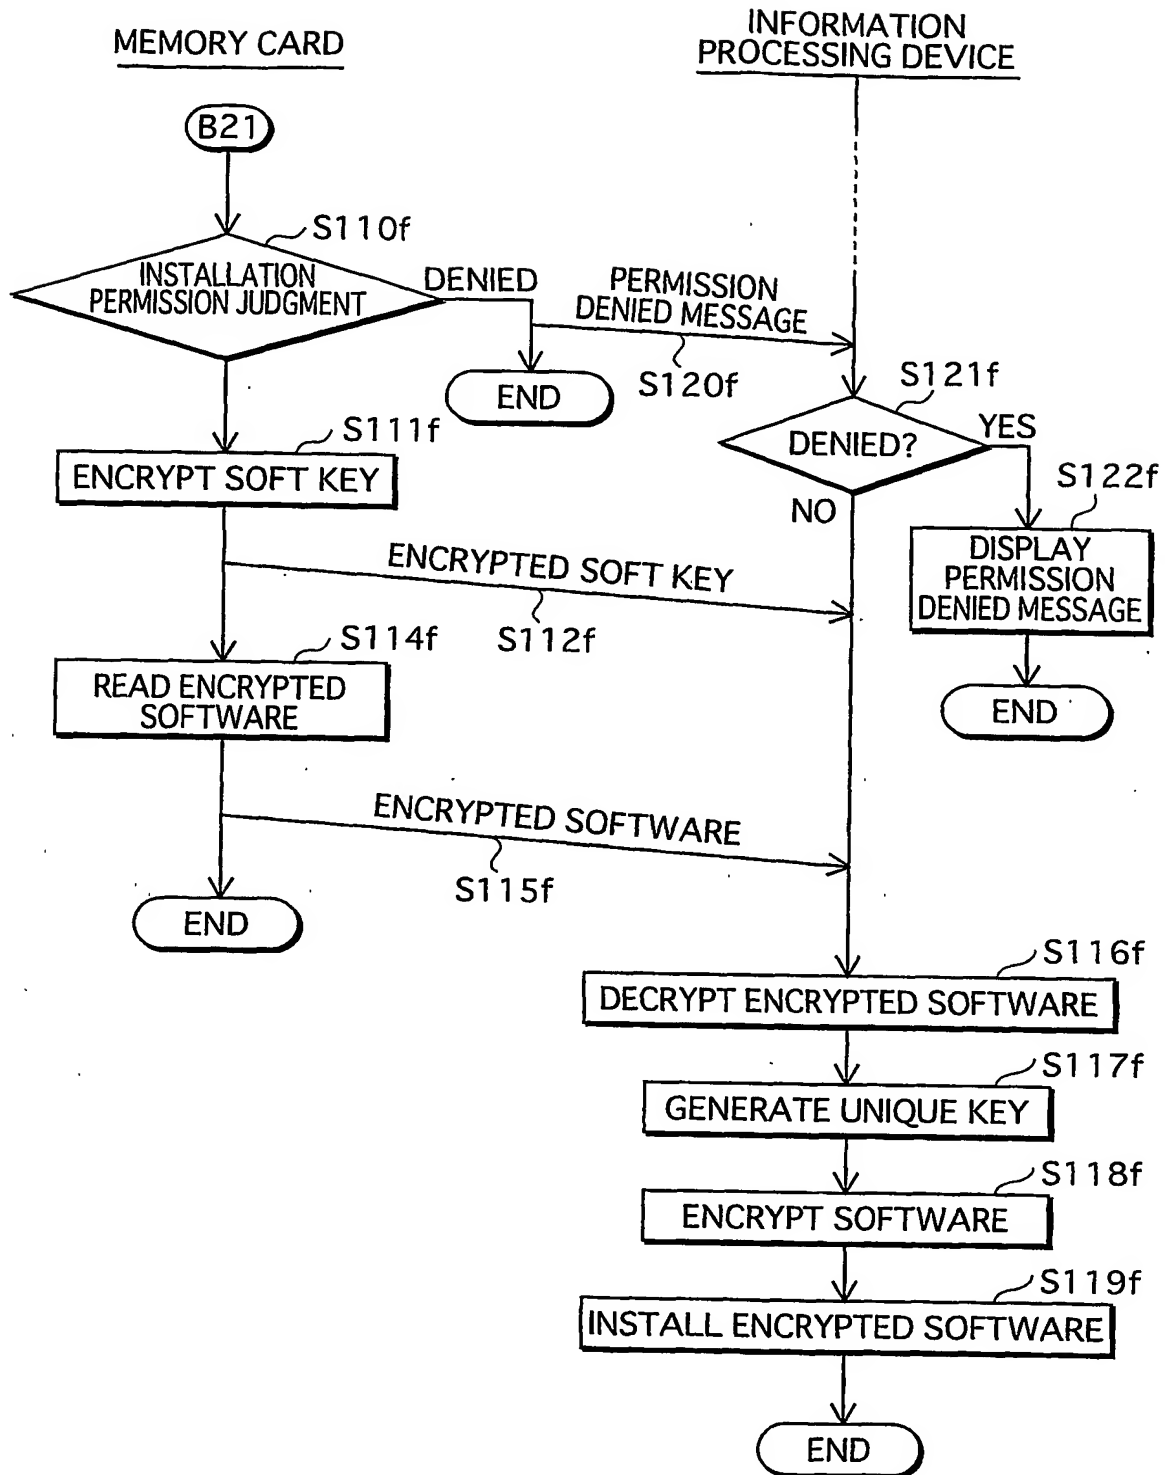 MEMORY CARD
INFORMATION
PROCESSING DEVICE
B21
S110f
INSTALLATION
PERMISSION JUDGMENT
DENIED
PERMISSION
DENIED MESSAGE
S120f
END
S121f
DENIED?
YES
NO
S122f
DISPLAY
PERMISSION
DENIED MESSAGE
END
S111f
ENCRYPT SOFT KEY
ENCRYPTED SOFT KEY
S112f
S114f
READ ENCRYPTED
SOFTWARE
ENCRYPTED SOFTWARE
S115f
END
S116f
DECRYPT ENCRYPTED SOFTWARE
S117f
GENERATE UNIQUE KEY
S118f
ENCRYPT SOFTWARE
S119f
INSTALL ENCRYPTED SOFTWARE
END